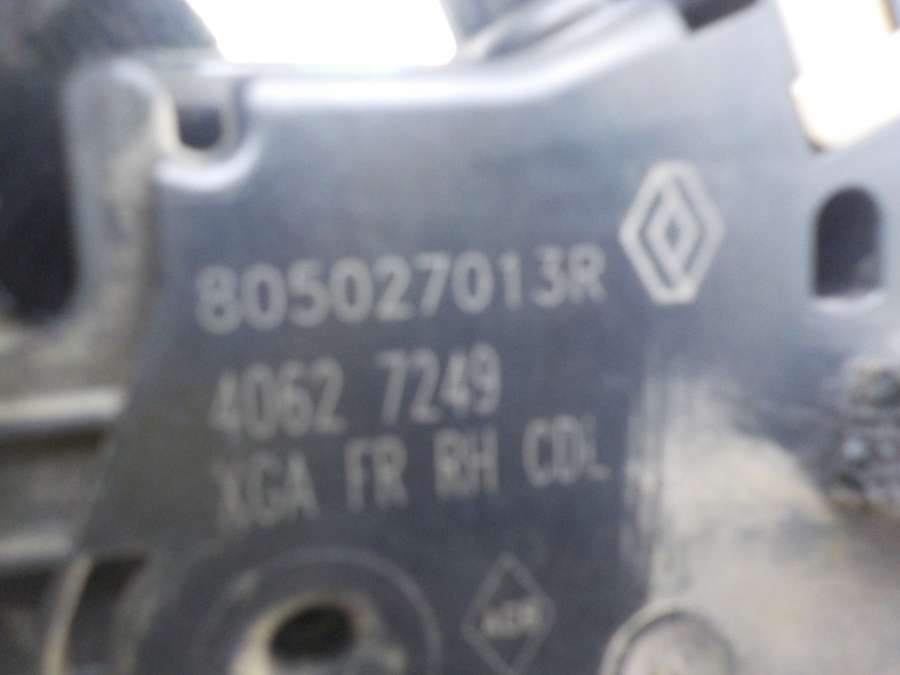 805027013R
4062 7249
XGA FR RH CDL